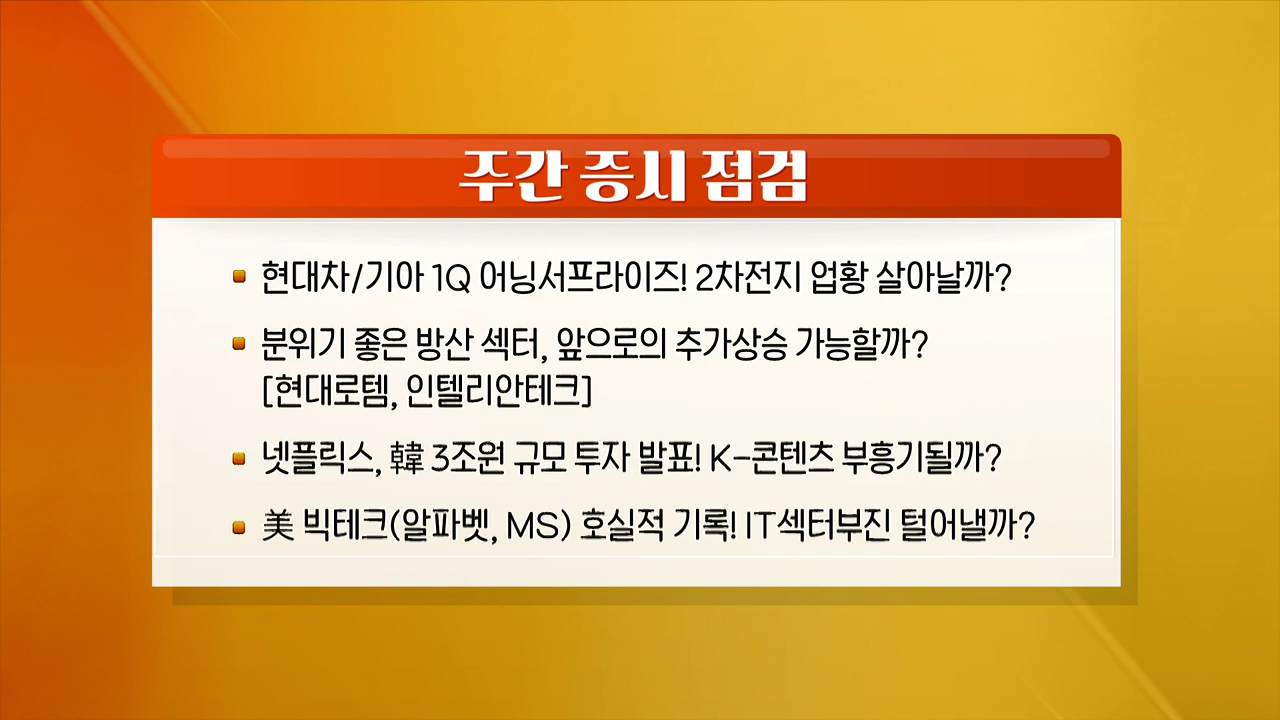 주간 증시 점검
현대차/기아 1Q 어닝서프라이즈! 2차전지 업황 살아날까?
분위기 좋은 방산 섹터, 앞으로의 추가상승 가능할까?
[현대로템, 인텔리안테크]
넷플릭스, 韓 3조원 규모 투자 발표! K-콘텐츠 부흥기될까?
美 빅테크(알파벳, MS) 호실적 기록! IT섹터부진 털어낼까?